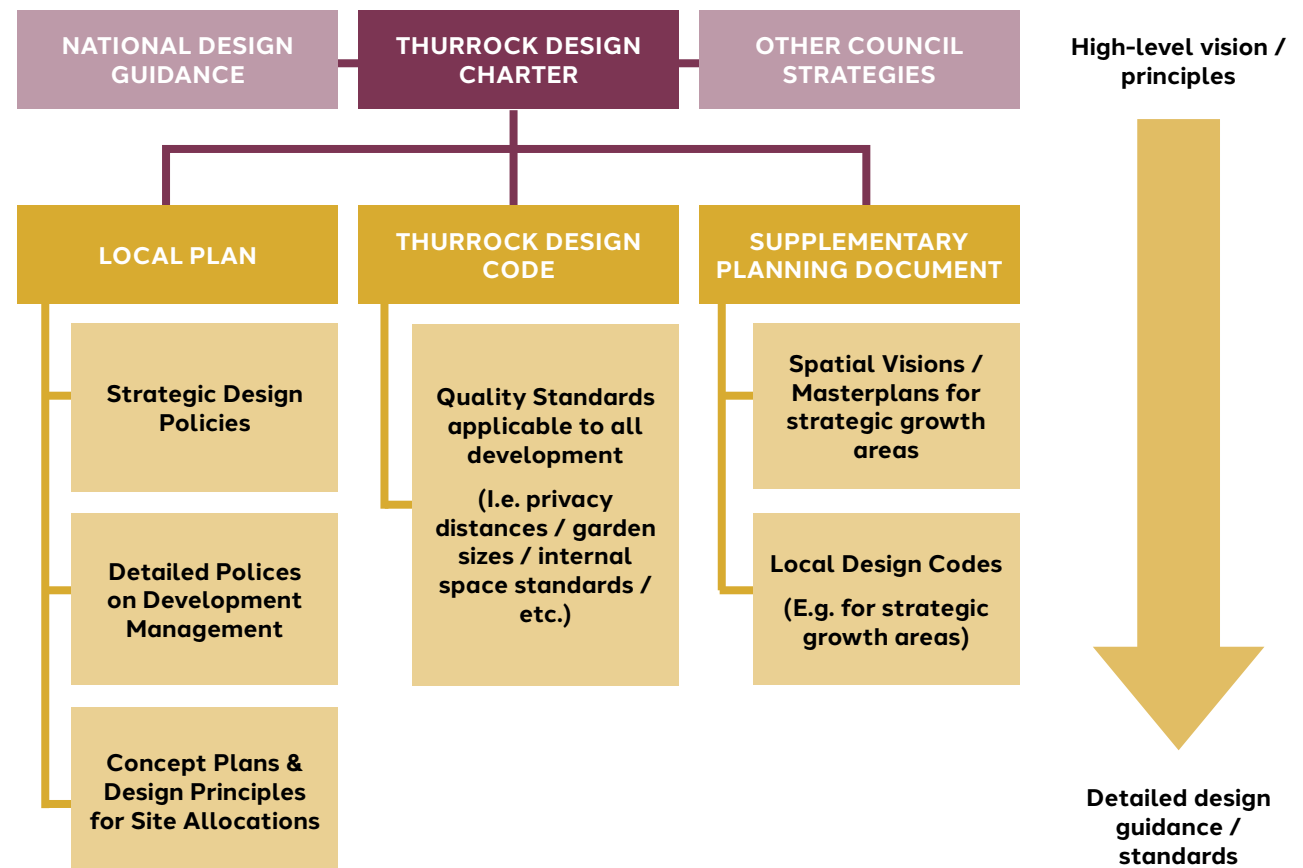 NATIONAL DESIGN
GUIDANCE
THURROCK DESIGN
CHARTER
OTHER COUNCIL
STRATEGIES
High-level vision /
principles
LOCAL PLAN
THURROCK DESIGN
CODE
SUPPLEMENTARY
PLANNING DOCUMENT
Strategic Design
Policies
Detailed Polices
on Development
Management
Concept Plans &
Design Principles
for Site Allocations
Quality Standards
applicable to all
development
(I.e. privacy
distances / garden
sizes / internal
space standards /
etc.)
Spatial Visions /
Masterplans for
strategic growth
areas
Local Design Codes
(E.g. for strategic
growth areas)
Detailed design
guidance /
standards